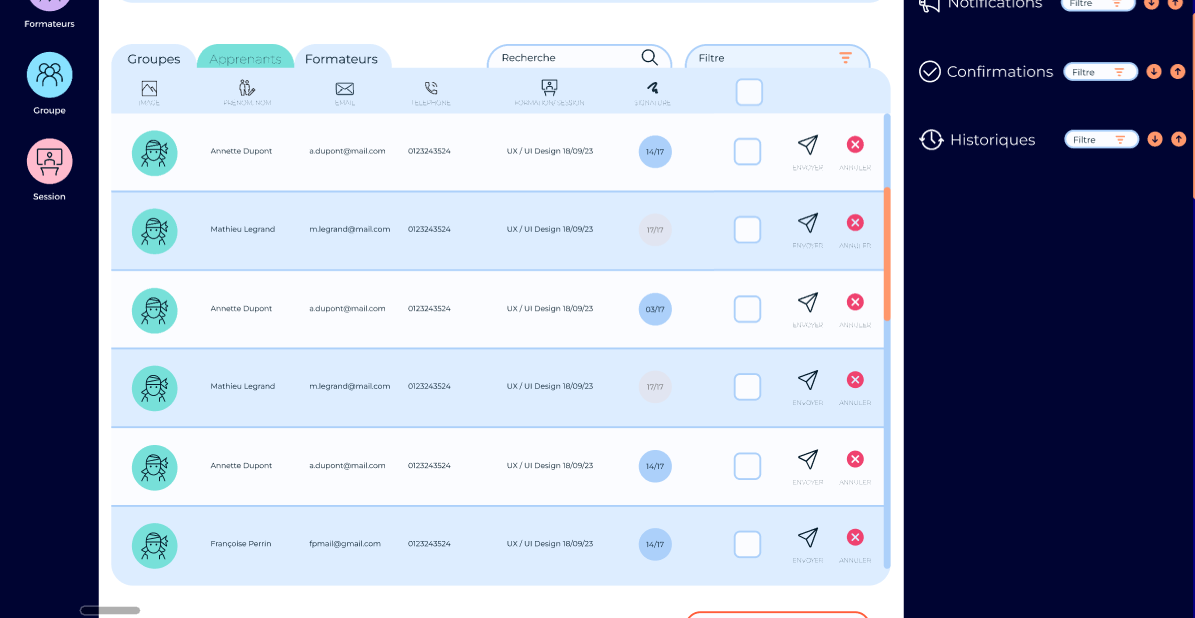 Formateurs
Groupe
Session
Groupes Apprenants Formateurs Recherche Filtre
IMAGE PRENOM, NOM EMAIL TELEPHONE FORMATION/SESSION SIGNATURE
Annette Dupont a.dupont@mail.com 0123243524 UX / UI Design 18/09/23 14/17 ENVOYER ANNULER
Mathieu Legrand m.legrand@mail.com 0123243524 UX / UI Design 18/09/23 17/17 ENVOYER ANNULER
Annette Dupont a.dupont@mail.com 0123243524 UX / UI Design 18/09/23 03/17 ENVOYER ANNULER
Mathieu Legrand m.legrand@mail.com 0123243524 UX / UI Design 18/09/23 17/17 ENVOYER ANNULER
Annette Dupont a.dupont@mail.com 0123243524 UX / UI Design 18/09/23 14/17 ENVOYER ANNULER
Françoise Perrin fpmail@gmail.com 0123243524 UX / UI Design 18/09/23 14/17 ENVOYER ANNULER
Notifications Filtre
Confirmations Filtre
Historiques Filtre